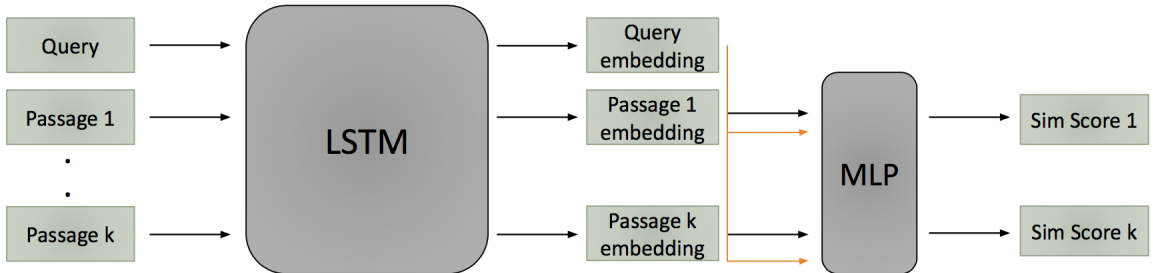 Query
Passage 1
.
.
Passage k
LSTM
Query
embedding
Passage 1
embedding
Passage k
embedding
MLP
Sim Score 1
Sim Score k